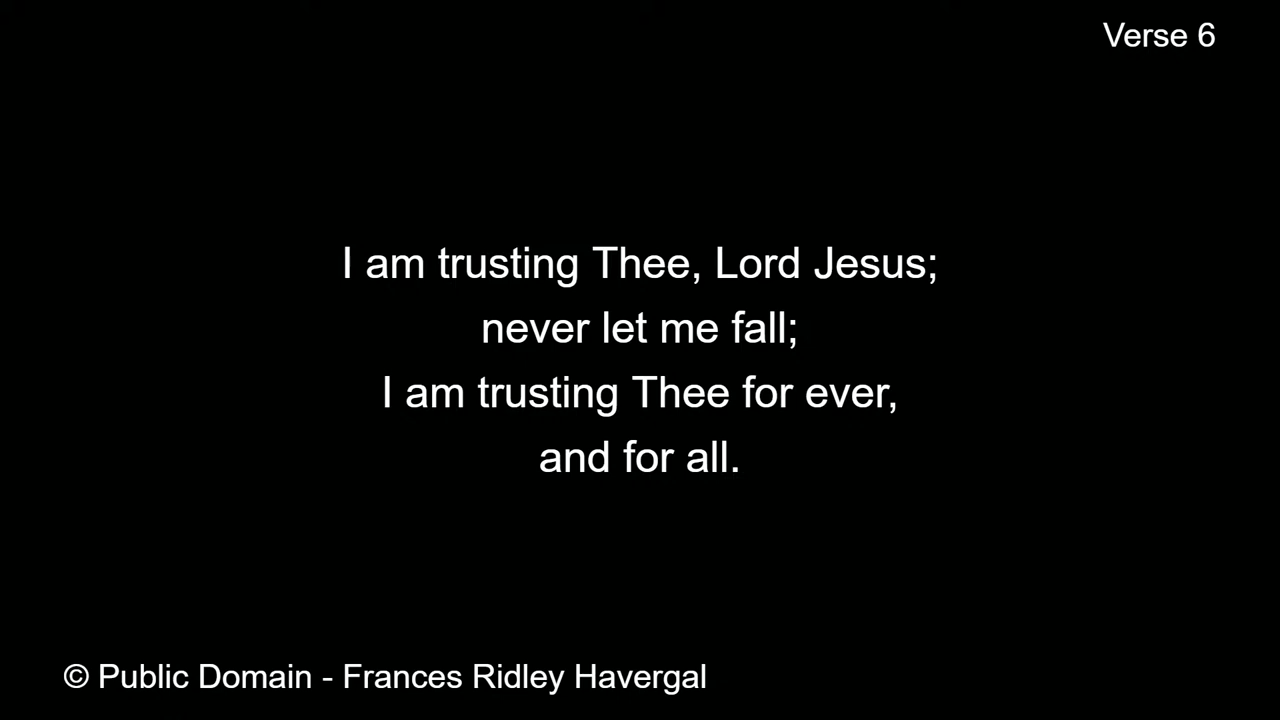 Verse 6
I am trusting Thee, Lord Jesus;
never let me fall;
I am trusting Thee for ever,
and for all.
© Public Domain - Frances Ridley Havergal